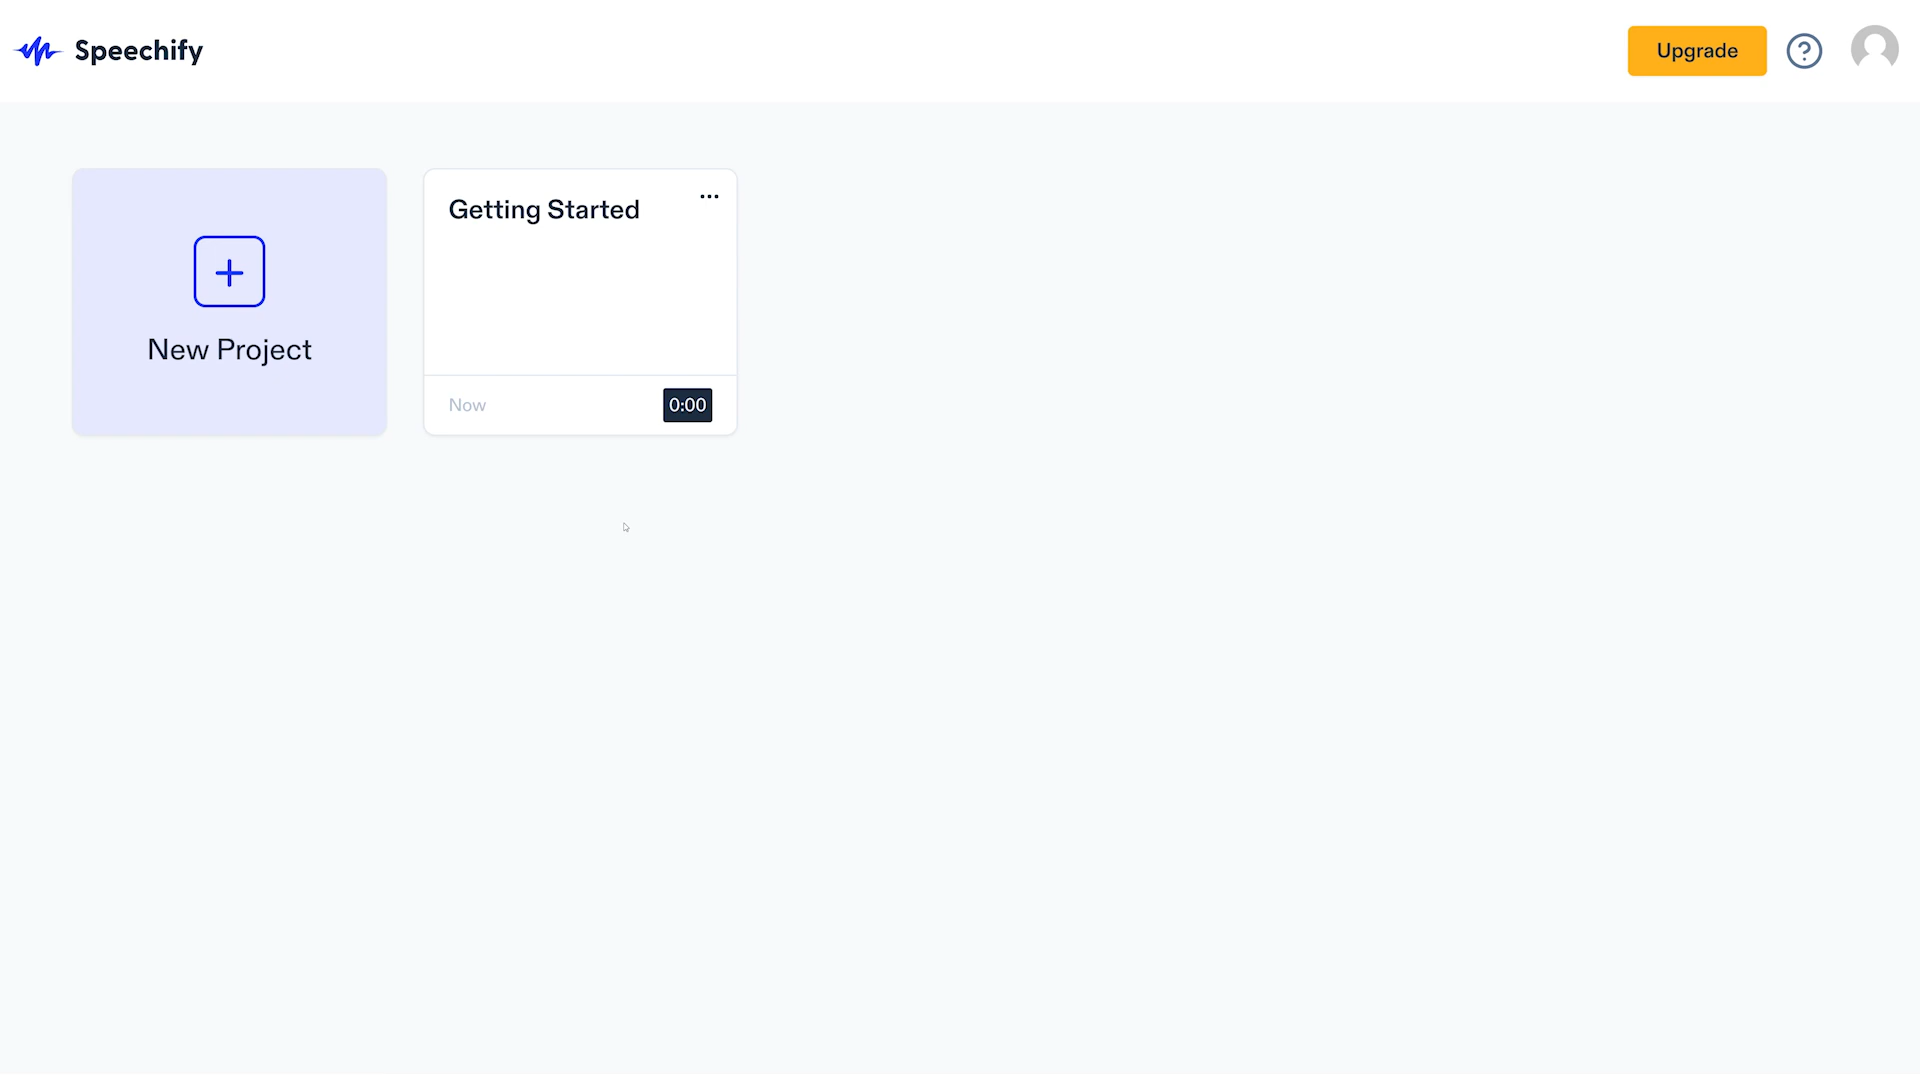 Speechify
Upgrade
?
Getting Started
...
New Project
Now
0:00